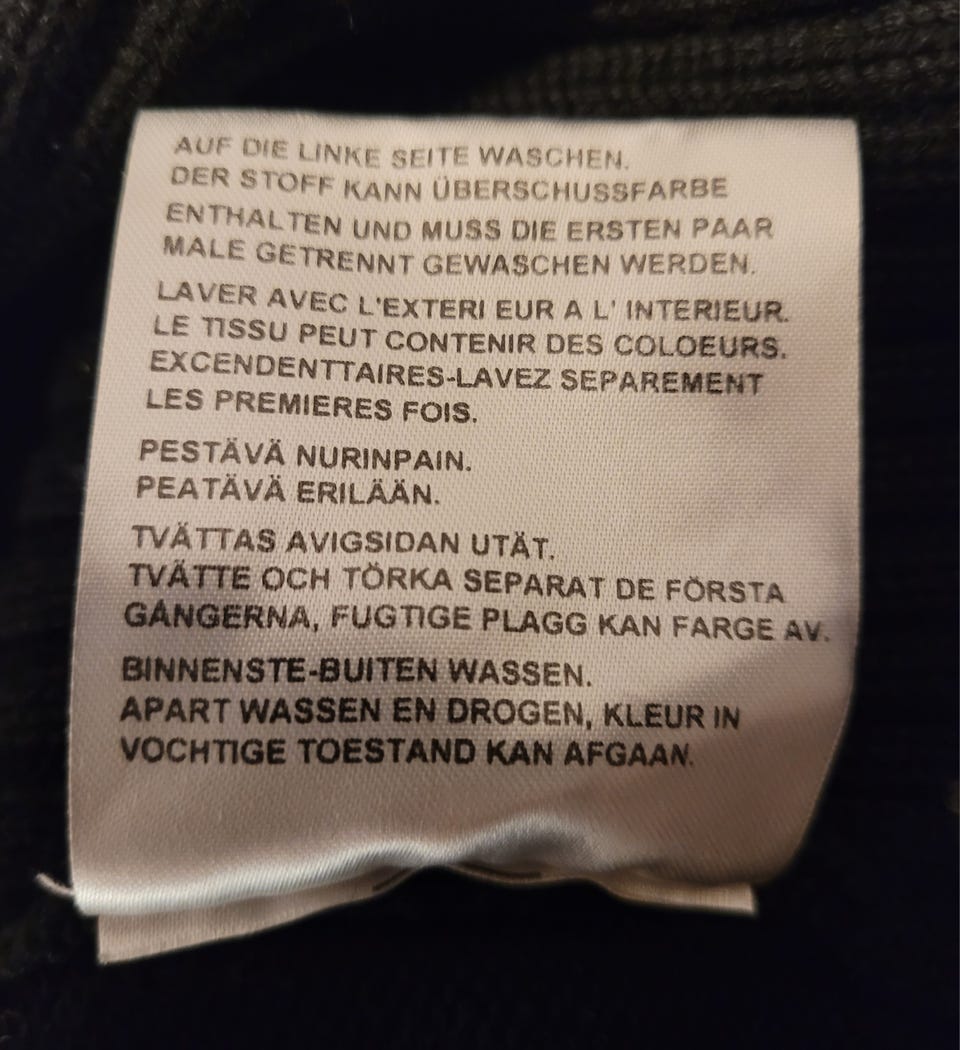 AUF DIE LINKE SEITE WASCHEN.
DER STOFF KANN ÜBERSCHUSSFARBE
ENTHALTEN UND MUSS DIE ERSTEN PAAR
MALE GETRENNT GEWASCHEN WERDEN.
LAVER AVEC L'EXTERI EUR A L' INTERIEUR.
LE TISSU PEUT CONTENIR DES COLOEURS.
EXCENDENTTAIRES-LAVEZ SEPAREMENT
LES PREMIERES FOIS.
PESTÄVÄ NURINPAIN.
PEATÄVÄ ERILÄÄN.
TVÄTTAS AVIGSIDAN UTÄT.
TVÄTTE OCH TÖRKA SEPARAT DE FÖRSTA
GÅNGERNA, FUGTIGE PLAGG KAN FARGE AV.
BINNENSTE-BUITEN WASSEN.
APART WASSEN EN DROGEN, KLEUR IN
VOCHTIGE TOESTAND KAN AFGAAN.